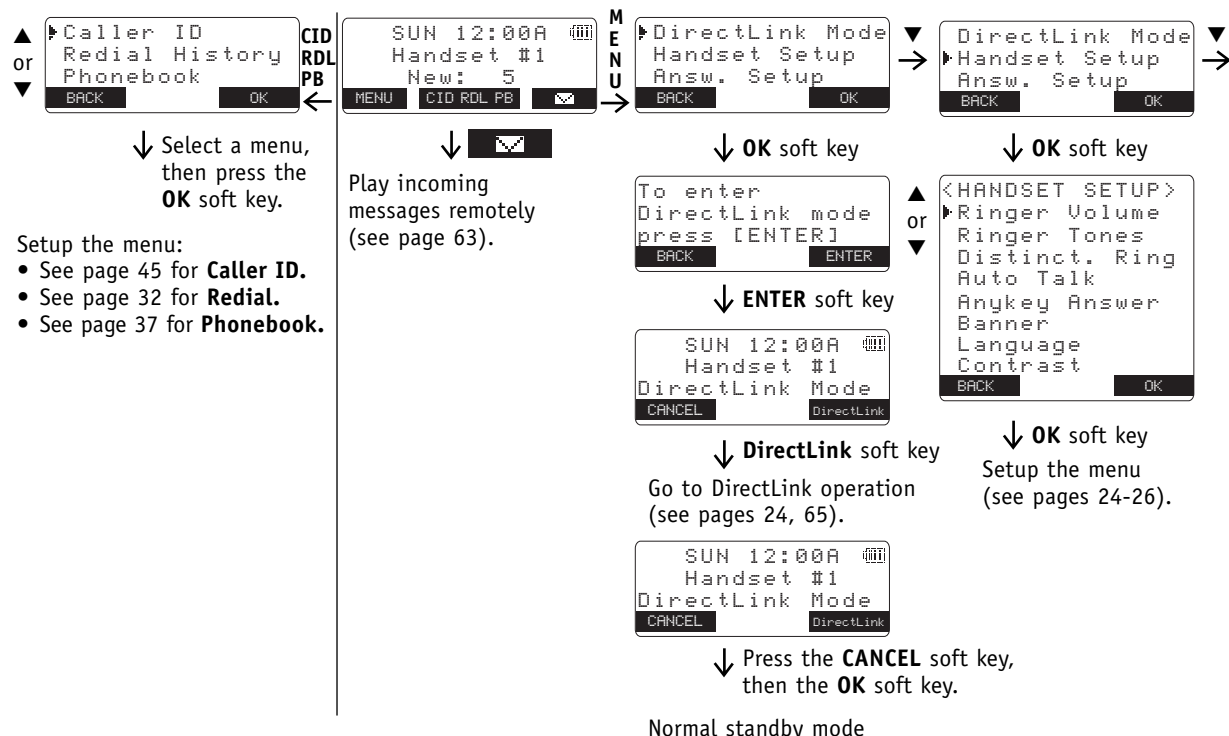 ▲
or
▼
Caller ID
Redial History
Phonebook
BACK OK
CID
RDL
PB
Select a menu,
then press the
OK soft key.
Setup the menu:
• See page 45 for Caller ID.
• See page 32 for Redial.
• See page 37 for Phonebook.
SUN 12:00A
Handset #1
New: 5
MENU CID RDL PB
Play incoming
messages remotely
(see page 63).
MENU
DirectLink Mode
Handset Setup
Answ. Setup
BACK OK
OK soft key
To enter
DirectLink mode
press [ENTER]
BACK ENTER
ENTER soft key
SUN 12:00A
Handset #1
DirectLink Mode
CANCEL DirectLink
DirectLink soft key
Go to DirectLink operation
(see pages 24, 65).
SUN 12:00A
Handset #1
DirectLink Mode
CANCEL DirectLink
Press the CANCEL soft key,
then the OK soft key.
Normal standby mode
▼
DirectLink Mode
Handset Setup
Answ. Setup
BACK OK
▼
OK soft key
▲
or
▼
<HANDSET SETUP>
Ringer Volume
Ringer Tones
Distinct. Ring
Auto Talk
Anykey Answer
Banner
Language
Contrast
BACK OK
OK soft key
Setup the menu
(see pages 24-26).